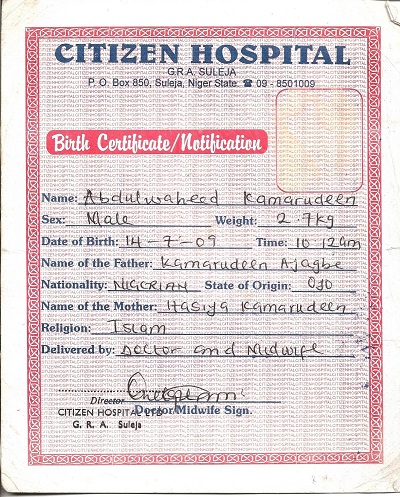 CITIZEN HOSPITAL
G.R.A. SULEJA
P. O. Box 850, Suleja, Niger State. ☎ 09 - 8501009
Birth Certificate/Notification
Name: Abdulwaheed Kamarudeen
Sex: Male Weight: 2.7kg
Date of Birth: 14-7-09 Time: 10:12am
Name of the Father: Kamarudeen Ajagbe
Nationality: NIGERIAN State of Origin: OYO
Name of the Mother: Hasiya Kamarudeen
Religion: Islam
Delivered by: Doctor and Midwife
Director
Doctor/Midwife Sign.
CITIZEN HOSPITAL LTD
G. R. A. Suleja